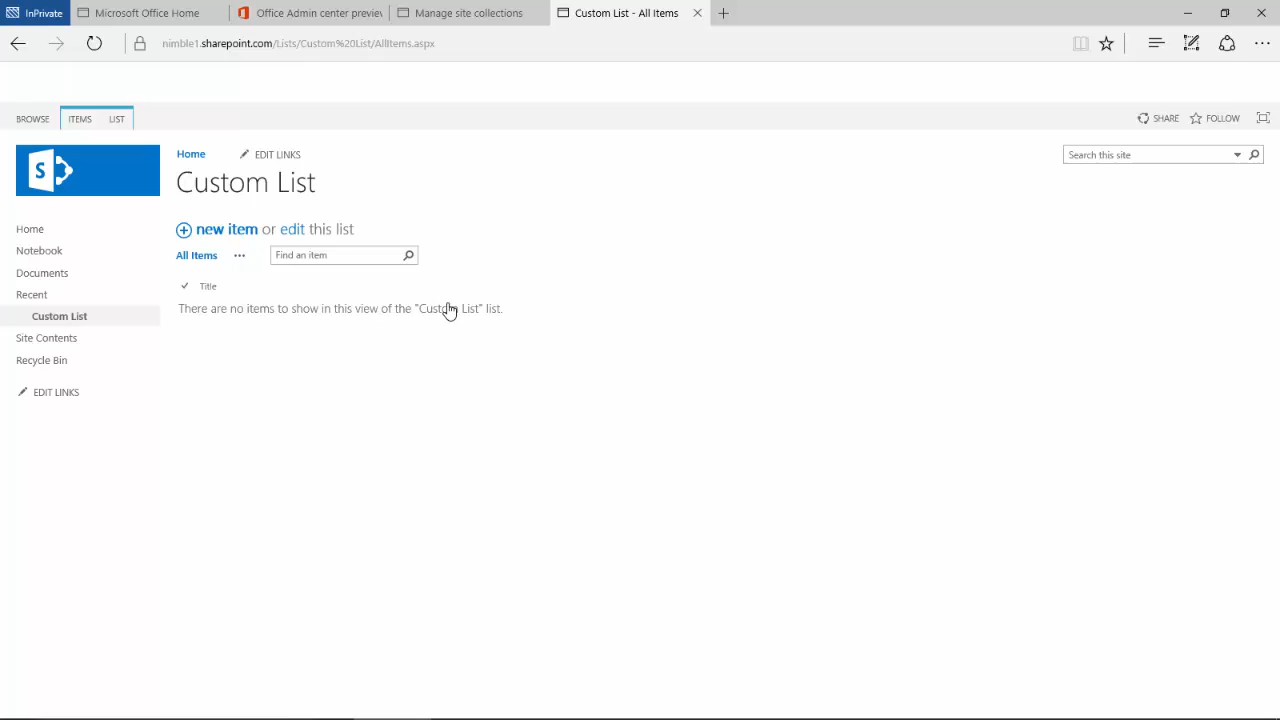 InPrivate Microsoft Office Home Office Admin center previ Manage site collections Custom List - All Items
nimble1.sharepoint.com/Lists/Custom%20List/AllItems.aspx
BROWSE ITEMS LIST SHARE FOLLOW
S
Home EDIT LINKS Search this site
Custom List
new item or edit this list
All Items ••• Find an item
Title
There are no items to show in this view of the "Custom List" list.
Home
Notebook
Documents
Recent
Custom List
Site Contents
Recycle Bin
EDIT LINKS